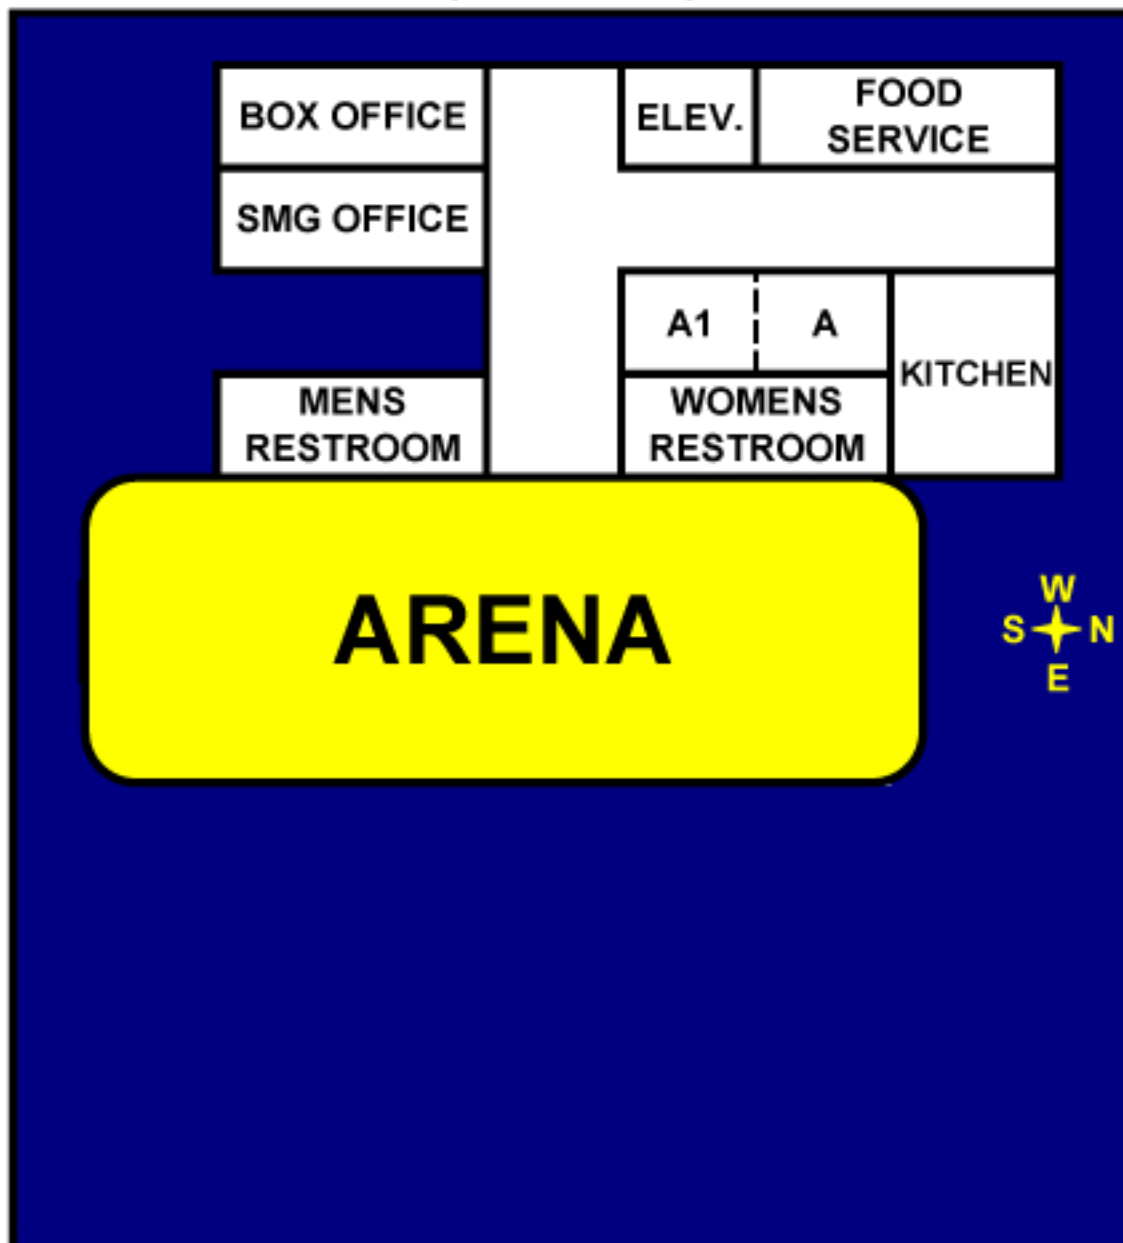 BOX OFFICE
ELEV.
FOOD
SERVICE
SMG OFFICE
A1
A
KITCHEN
MENS
RESTROOM
WOMENS
RESTROOM
ARENA
W
S
N
E